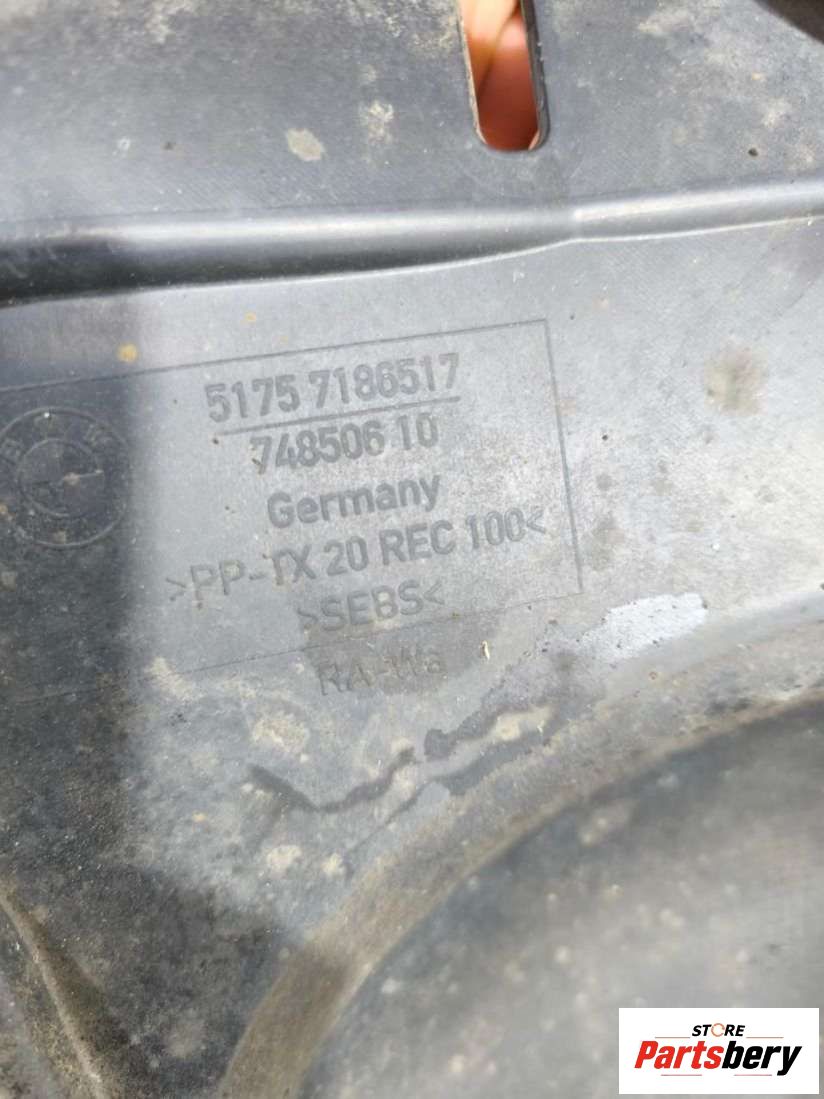 5175 7186517
748506 10
Germany
>PP-TX 20 REC 100<
>SEBS<
STORE
Partsbery